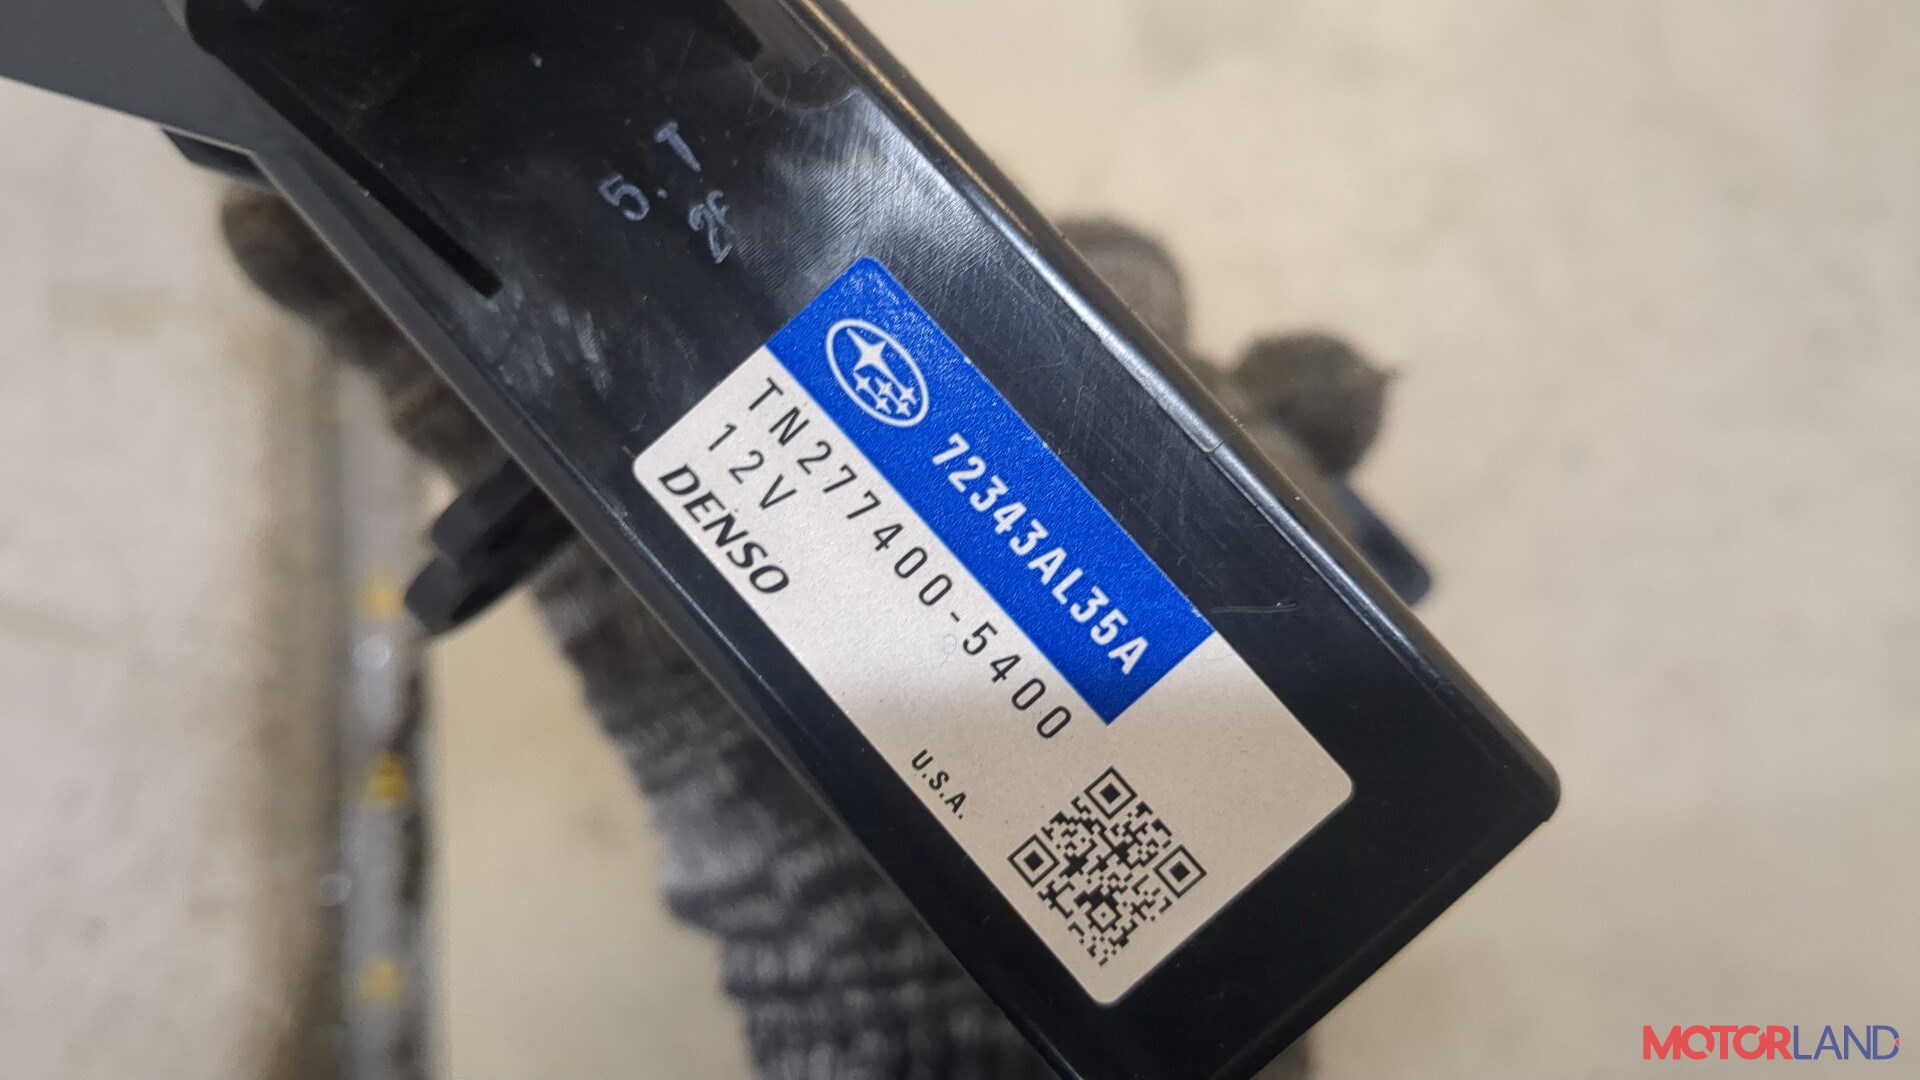 5.T
2f
72343AL35A
TN277400-5400
12V
DENSO
U.S.A.
MOTORLAND